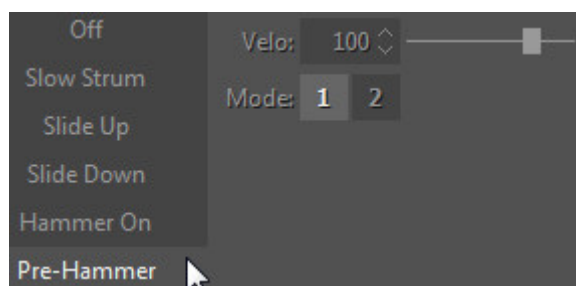 Off
Slow Strum
Slide Up
Slide Down
Hammer On
Pre-Hammer
Velo: 100
Mode: 1 2